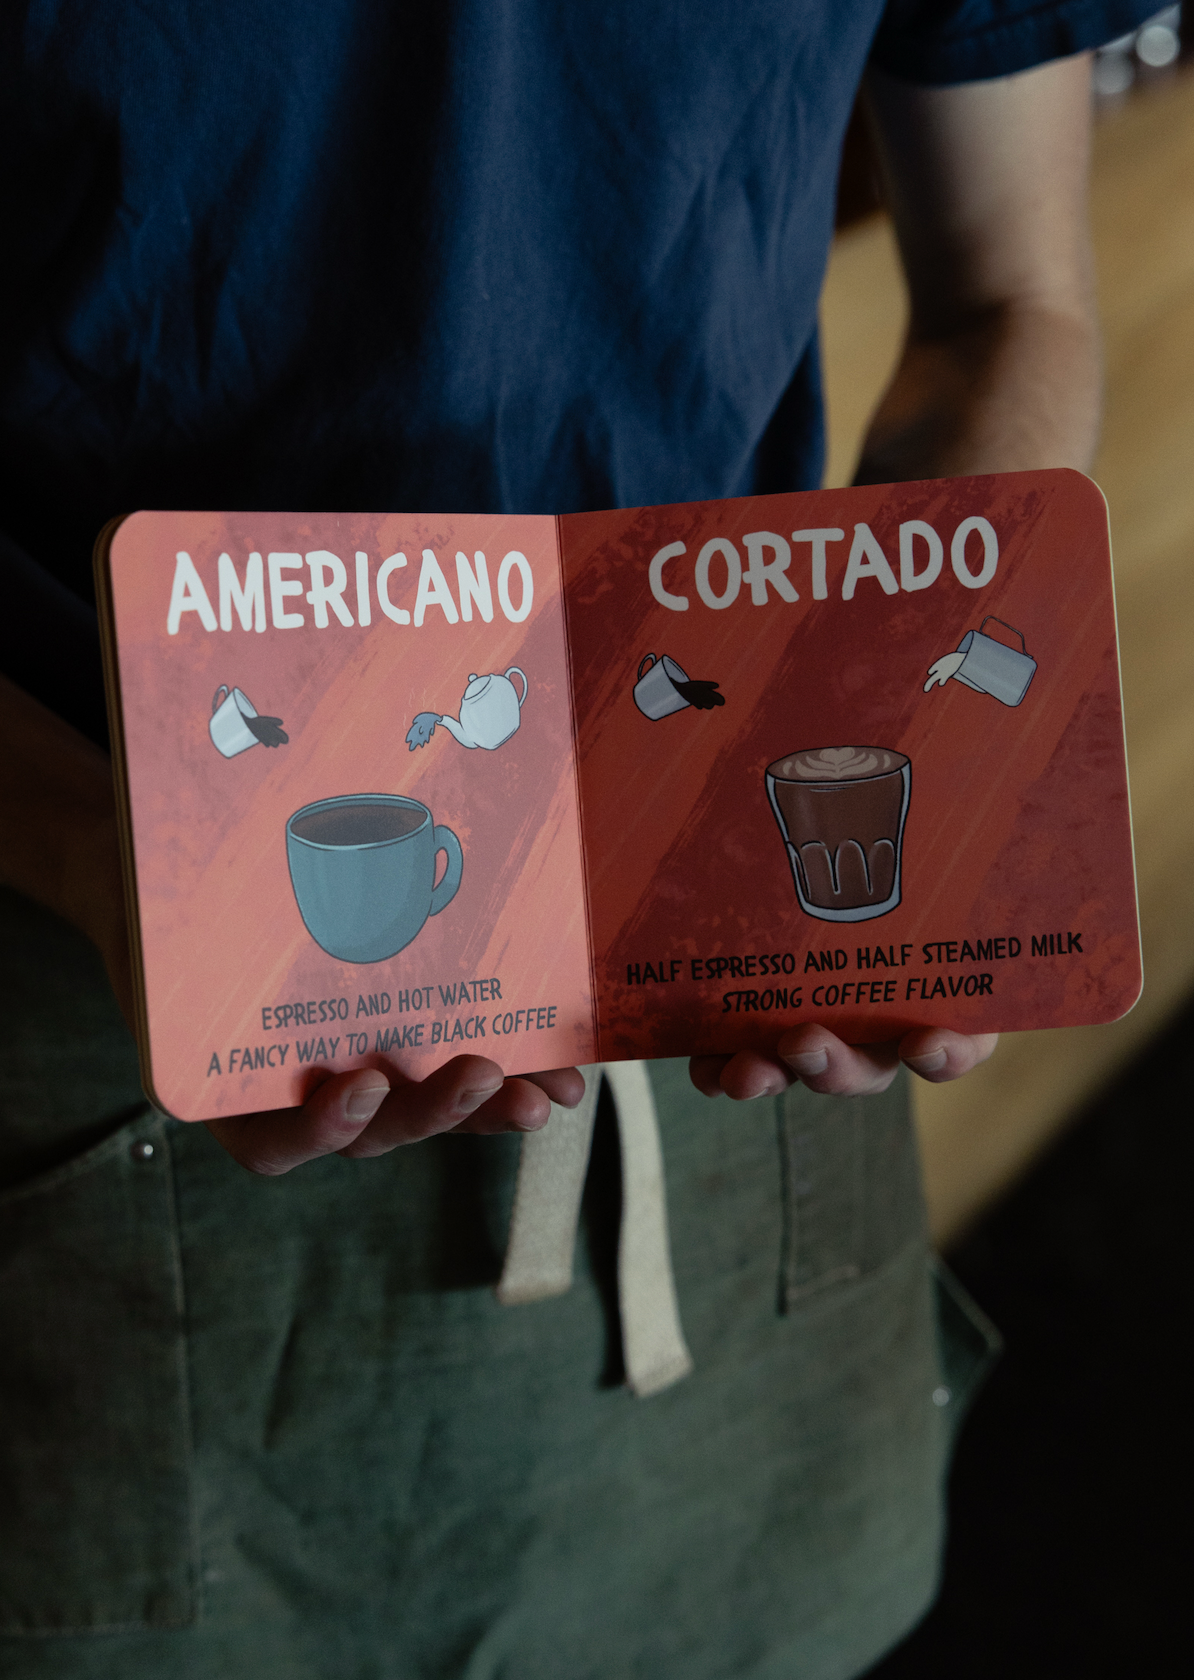 AMERICANO
ESPRESSO AND HOT WATER
A FANCY WAY TO MAKE BLACK COFFEE
CORTADO
HALF ESPRESSO AND HALF STEAMED MILK
STRONG COFFEE FLAVOR